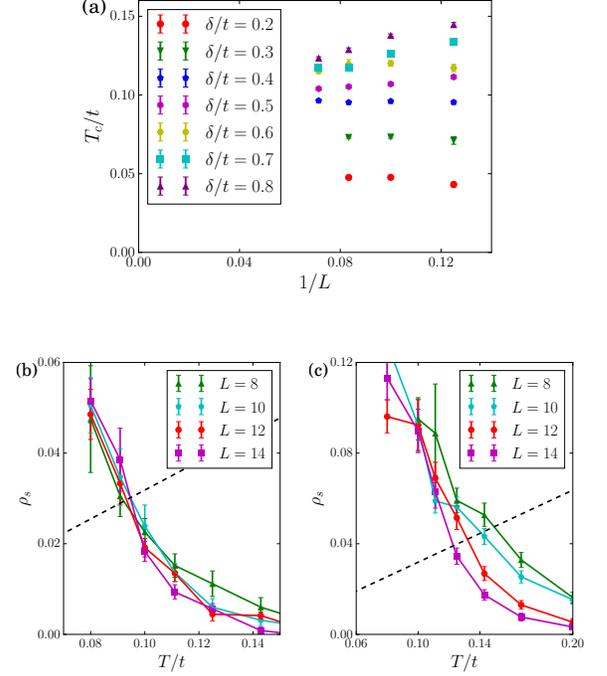 (a)
0.15
0.10
0.05
0.00
T_c/t
δ/t = 0.2
δ/t = 0.3
δ/t = 0.4
δ/t = 0.5
δ/t = 0.6
δ/t = 0.7
δ/t = 0.8
0.00 0.04 0.08 0.12
1/L
(b)
0.06
0.04
0.02
0.00
ρ_s
L = 8
L = 10
L = 12
L = 14
0.08 0.10 0.12 0.14
T/t
(c)
0.12
0.08
0.04
0.00
ρ_s
L = 8
L = 10
L = 12
L = 14
0.06 0.10 0.14 0.20
T/t